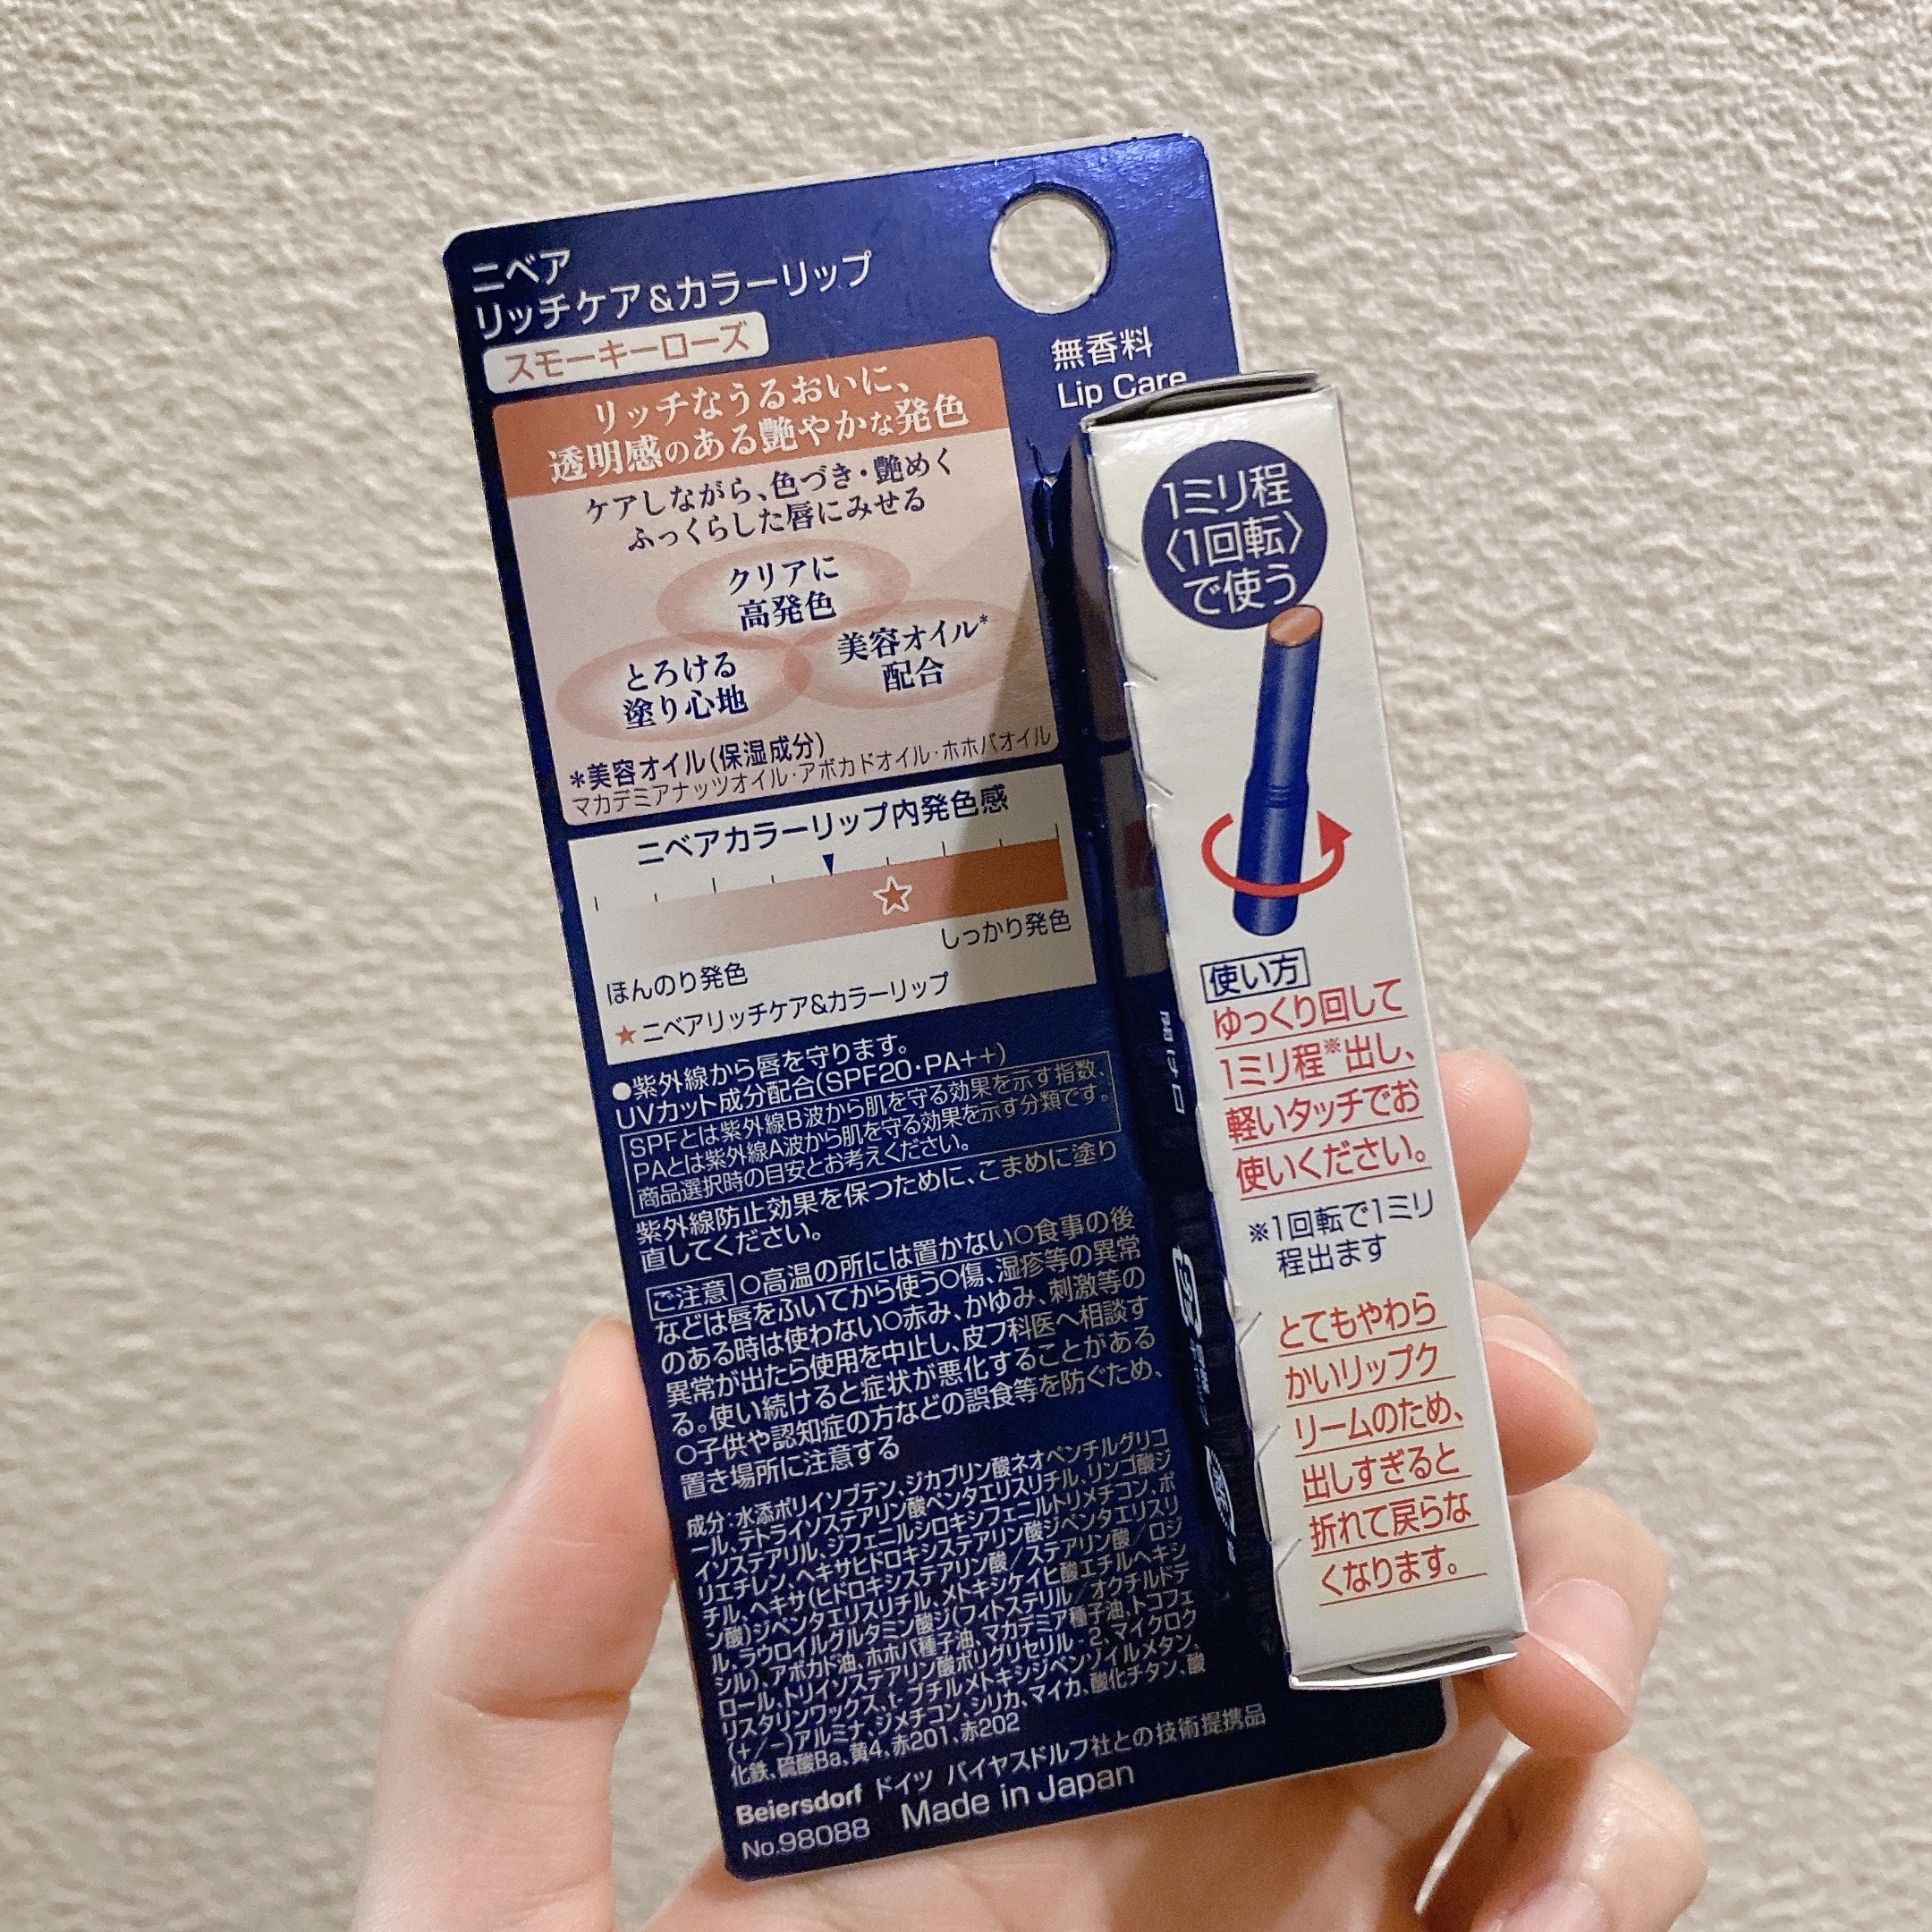 ニベア
リッチケア&カラーリップ
スモーキーローズ
無香料
Lip Care
リッチなうるおいに、
透明感のある艶やかな発色
ケアしながら、色づき・艶めく
ふっくらした唇にみせる
クリアに
高発色
とろける
塗り心地
美容オイル*
配合
*美容オイル(保湿成分)
マカデミアナッツオイル・アボカドオイル・ホホバオイル
ニベアカラーリップ内発色感
ほんのり発色
しっかり発色
★ニベアリッチケア&カラーリップ
●紫外線から唇を守ります。
UVカット成分配合(SPF20・PA++)
SPFとは紫外線B波から肌を守る効果を示す指数、
PAとは紫外線A波から肌を守る効果を示す分類です。
商品選択時の目安とお考えください。
紫外線防止効果を保つために、こまめに塗り
直してください。
ご注意 ○高温の所には置かない○食事の後
などは唇をふいてから使う○傷、湿疹等の異常
のある時は使わない○赤み、かゆみ、刺激等の
異常が出たら使用を中止し、皮フ科医へ相談す
る。使い続けると症状が悪化することがある
○子供や認知症の方などの誤食等を防ぐため、
置き場所に注意する
成分:水添ポリイソブテン、ジカプリン酸ネオペンチルグリコ
ール、テトライソステアリン酸ペンタエリスリチル、リンゴ酸ジ
イソステアリル、ジフェニルシロキシフェニルトリメチコン、ポ
リエチレン、ヘキサヒドロキシステアリン酸ジペンタエリスリ
チル、ヘキサ(ヒドロキシステアリン酸/ステアリン酸/ロジ
ン酸)ジペンタエリスリチル、メトキシケイヒ酸エチルヘキシ
ル、ラウロイルグルタミン酸ジ(フィトステリル/オクチルドデ
シル)、アボカド油、ホホバ種子油、マカデミア種子油、トコフェ
ロール、トリイソステアリン酸ポリグリセリル-2、マイクロク
リスタリンワックス、t-ブチルメトキシジベンゾイルメタン、
(+/-)アルミナ、ジメチコン、シリカ、マイカ、酸化チタン、酸
化鉄、硫酸Ba、黄4、赤201、赤202
Beiersdorf ドイツ バイヤスドルフ社との技術提携品
No.98088 Made in Japan
1ミリ程
〈1回転〉
で使う
使い方
ゆっくり回して
1ミリ程※出し、
軽いタッチでお
使いください。
※1回転で1ミリ
程出ます
とてもやわら
かいリップク
リームのため、
出しすぎると
折れて戻らな
くなります。